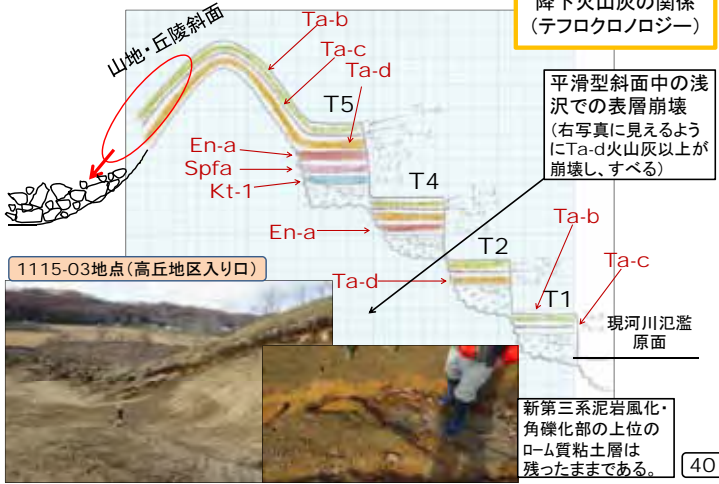 降下火山灰の関係
(テフロクロノロジー)
山地・丘陵斜面
Ta-b
Ta-c
Ta-d
T5
En-a
Spfa
Kt-1
T4
En-a
T2
Ta-d
T1
Ta-b
Ta-c
平滑型斜面中の浅
沢での表層崩壊
(右写真に見えるよう
にTa-d火山灰以上が
崩壊し、すべる)
現河川氾濫
原面
1115-03地点(高丘地区入り口)
新第三系泥岩風化・
角礫化部の上位の
ローム質粘土層は
残ったままである。
40